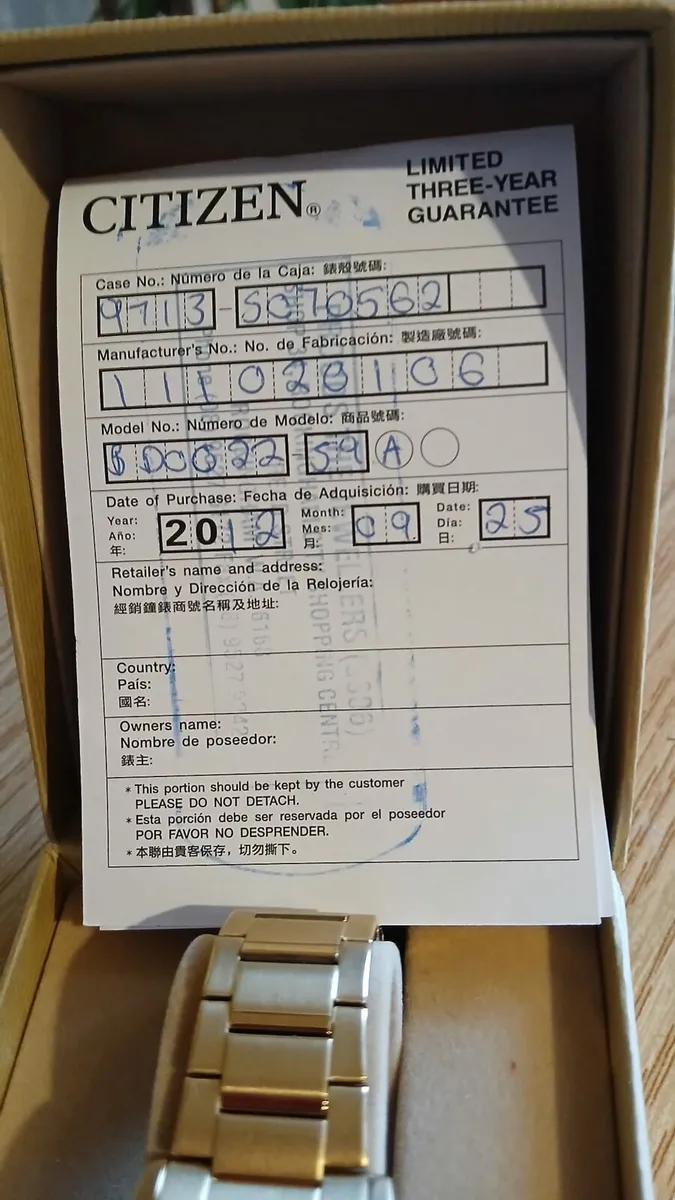 CITIZEN®
LIMITED
THREE-YEAR
GUARANTEE
Case No.: Número de la Caja: 錶殼號碼:
9713-S070562
Manufacturer's No.: No. de Fabricación: 製造廠號碼:
111020106
Model No.: Número de Modelo: 商品號碼:
BD0022 59 A
Date of Purchase: Fecha de Adquisición: 購買日期:
Year: Año: 年: 2012 Month: Mes: 月: 09 Date: Día: 日: 25
Retailer's name and address:
Nombre y Dirección de la Relojería:
經銷鐘錶商號名稱及地址:
Country:
País:
國名:
Owners name:
Nombre de poseedor:
錶主:
* This portion should be kept by the customer
PLEASE DO NOT DETACH.
* Esta porción debe ser reservada por el poseedor
POR FAVOR NO DESPRENDER.
* 本聯由貴客保存，切勿撕下。